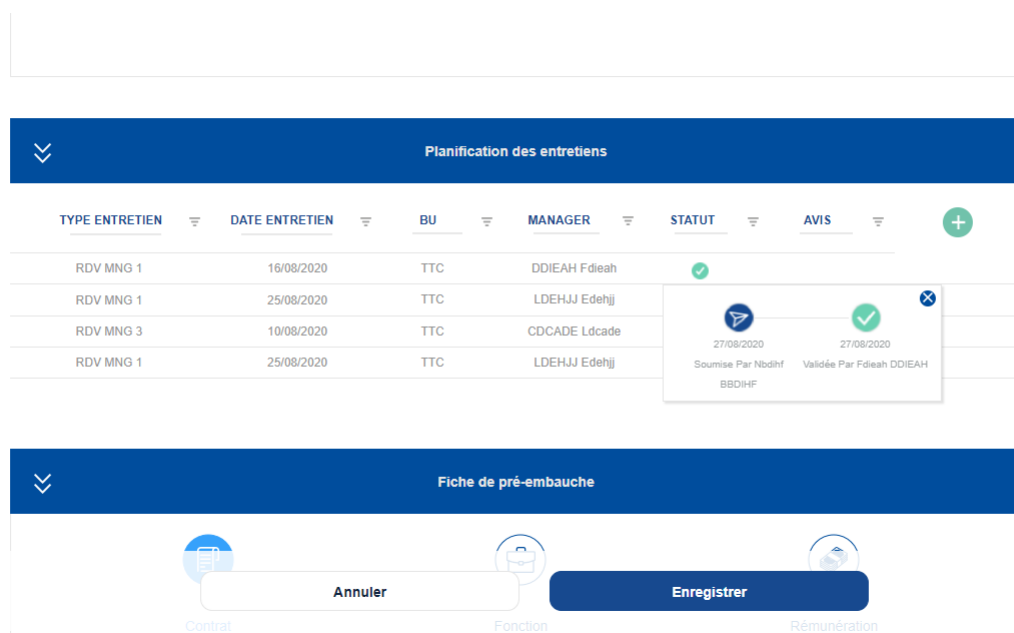 Planification des entretiens
TYPE ENTRETIEN DATE ENTRETIEN BU MANAGER STATUT AVIS
RDV MNG 1 16/08/2020 TTC DDIEAH Fdieah
RDV MNG 1 25/08/2020 TTC LDEHJJ Edehjj
RDV MNG 3 10/08/2020 TTC CDCADE Ldcade
RDV MNG 1 25/08/2020 TTC LDEHJJ Edehjj
27/08/2020 27/08/2020
Soumise Par Nbdihf Validée Par Fdieah DDIEAH
BBDIHF
Fiche de pré-embauche
Annuler Enregistrer
Contrat Fonction Rémunération